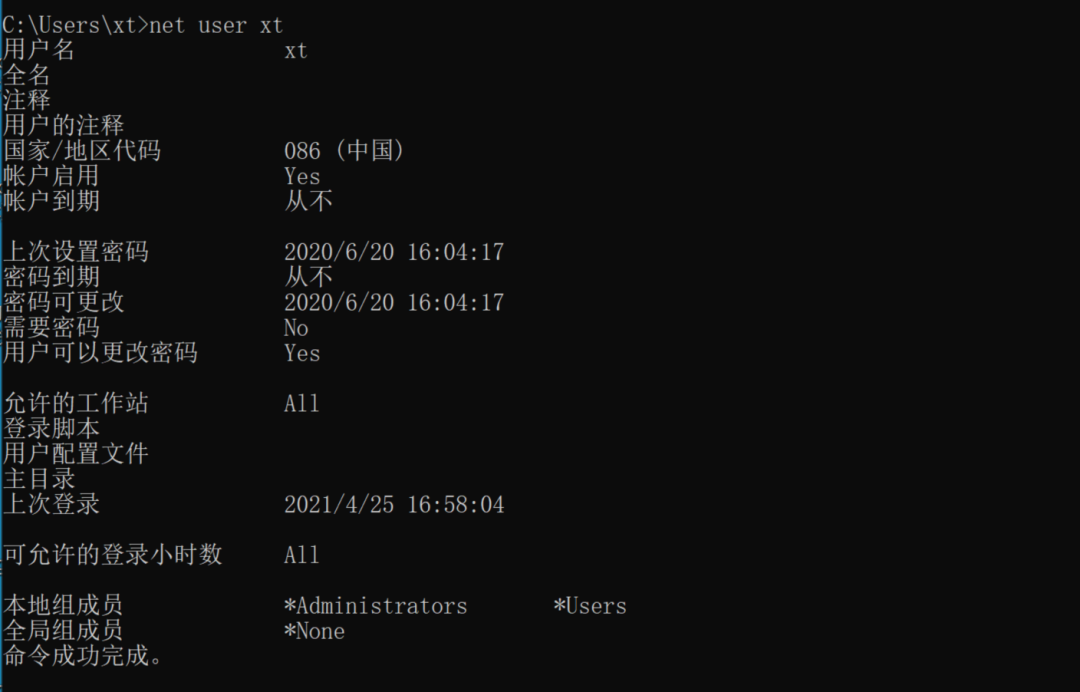 C:\Users\xt>net user xt
用户名 xt
全名
注释
用户的注释
国家/地区代码 086 (中国)
帐户启用 Yes
帐户到期 从不
上次设置密码 2020/6/20 16:04:17
密码到期 从不
密码可更改 2020/6/20 16:04:17
需要密码 No
用户可以更改密码 Yes
允许的工作站 All
登录脚本
用户配置文件
主目录
上次登录 2021/4/25 16:58:04
可允许的登录小时数 All
本地组成员 *Administrators *Users
全局组成员 *None
命令成功完成。